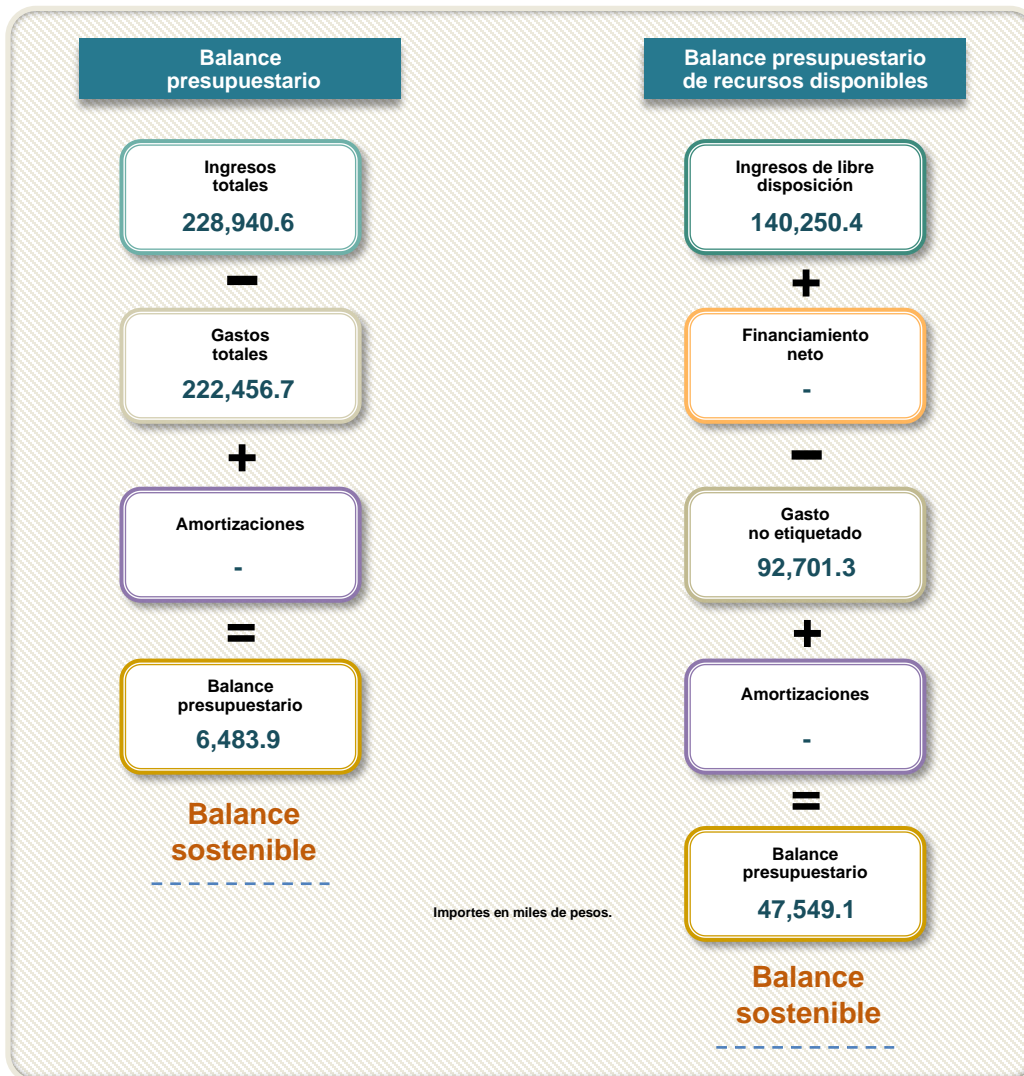 Balance
presupuestario
Ingresos
totales
228,940.6
−
Gastos
totales
222,456.7
+
Amortizaciones
-
=
Balance
presupuestario
6,483.9
Balance
sostenible
Balance presupuestario
de recursos disponibles
Ingresos de libre
disposición
140,250.4
+
Financiamiento
neto
-
−
Gasto
no etiquetado
92,701.3
+
Amortizaciones
-
=
Balance
presupuestario
47,549.1
Balance
sostenible
Importes en miles de pesos.